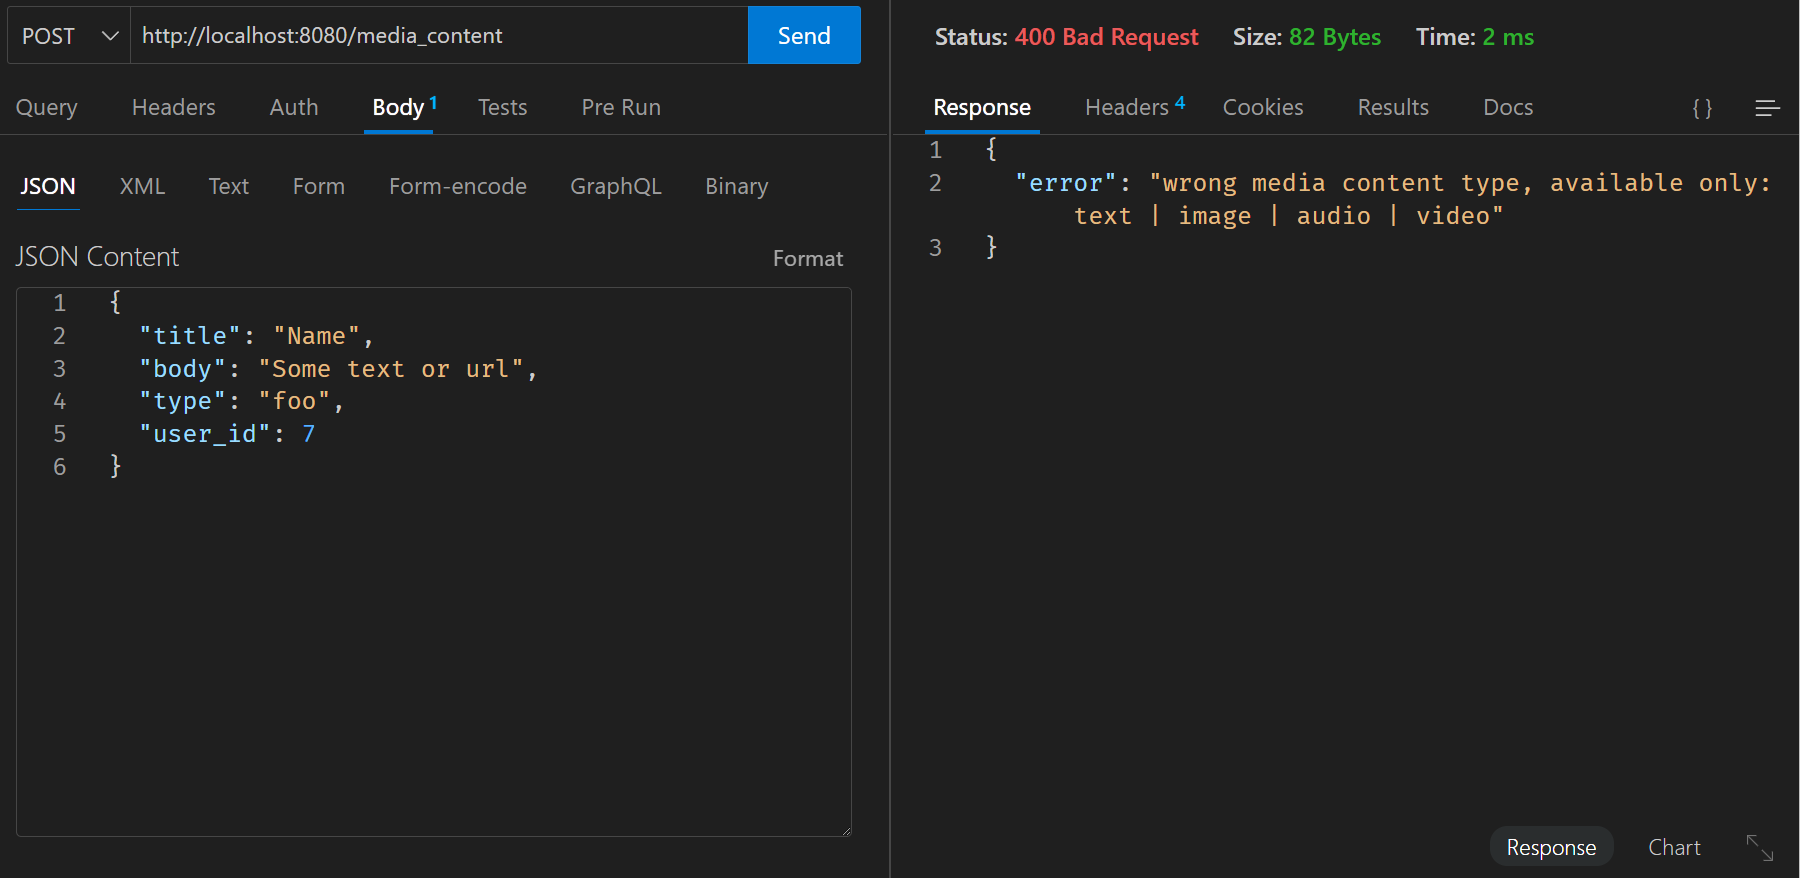 POST http://localhost:8080/media_content Send
Query Headers Auth Body 1 Tests Pre Run
JSON XML Text Form Form-encode GraphQL Binary
JSON Content Format
1 {
2 "title": "Name",
3 "body": "Some text or url",
4 "type": "foo",
5 "user_id": 7
6 }
Status: 400 Bad Request Size: 82 Bytes Time: 2 ms
Response Headers 4 Cookies Results Docs { }
1 {
2 "error": "wrong media content type, available only:
text | image | audio | video"
3 }
Response Chart